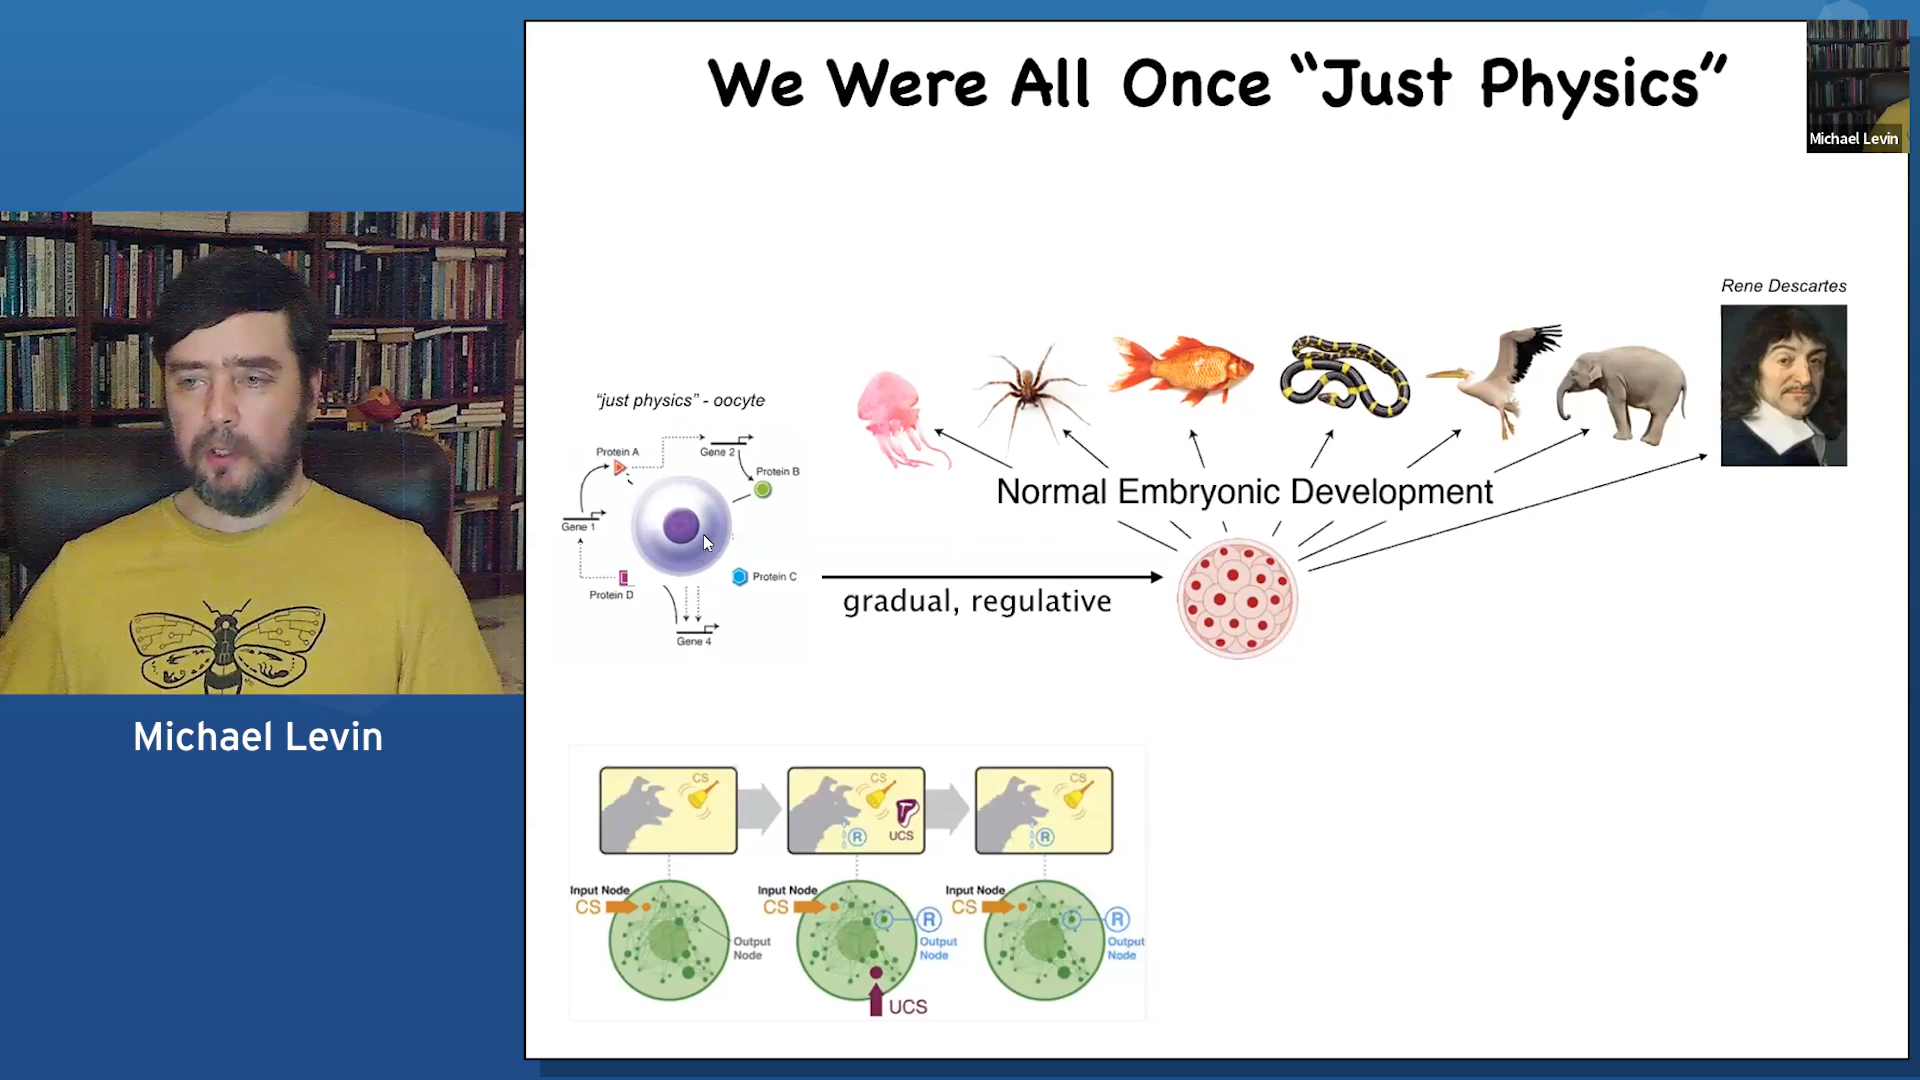 We Were All Once “Just Physics”
Michael Levin
Rene Descartes
“just physics” - oocyte
Protein A
Gene 2
Protein B
Gene 1
Protein C
Protein D
Gene 4
Normal Embryonic Development
gradual, regulative
Michael Levin
CS
CS
R
UCS
CS
R
Input Node
CS
Output
Node
Input Node
CS
R
Output
Node
UCS
Input Node
CS
R
Output
Node